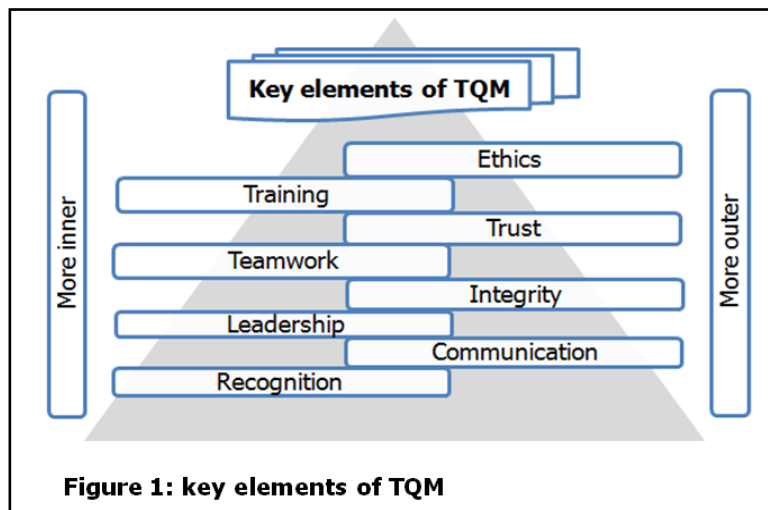 Key elements of TQM
More inner
More outer
Ethics
Training
Trust
Teamwork
Integrity
Leadership
Communication
Recognition
Figure 1: key elements of TQM